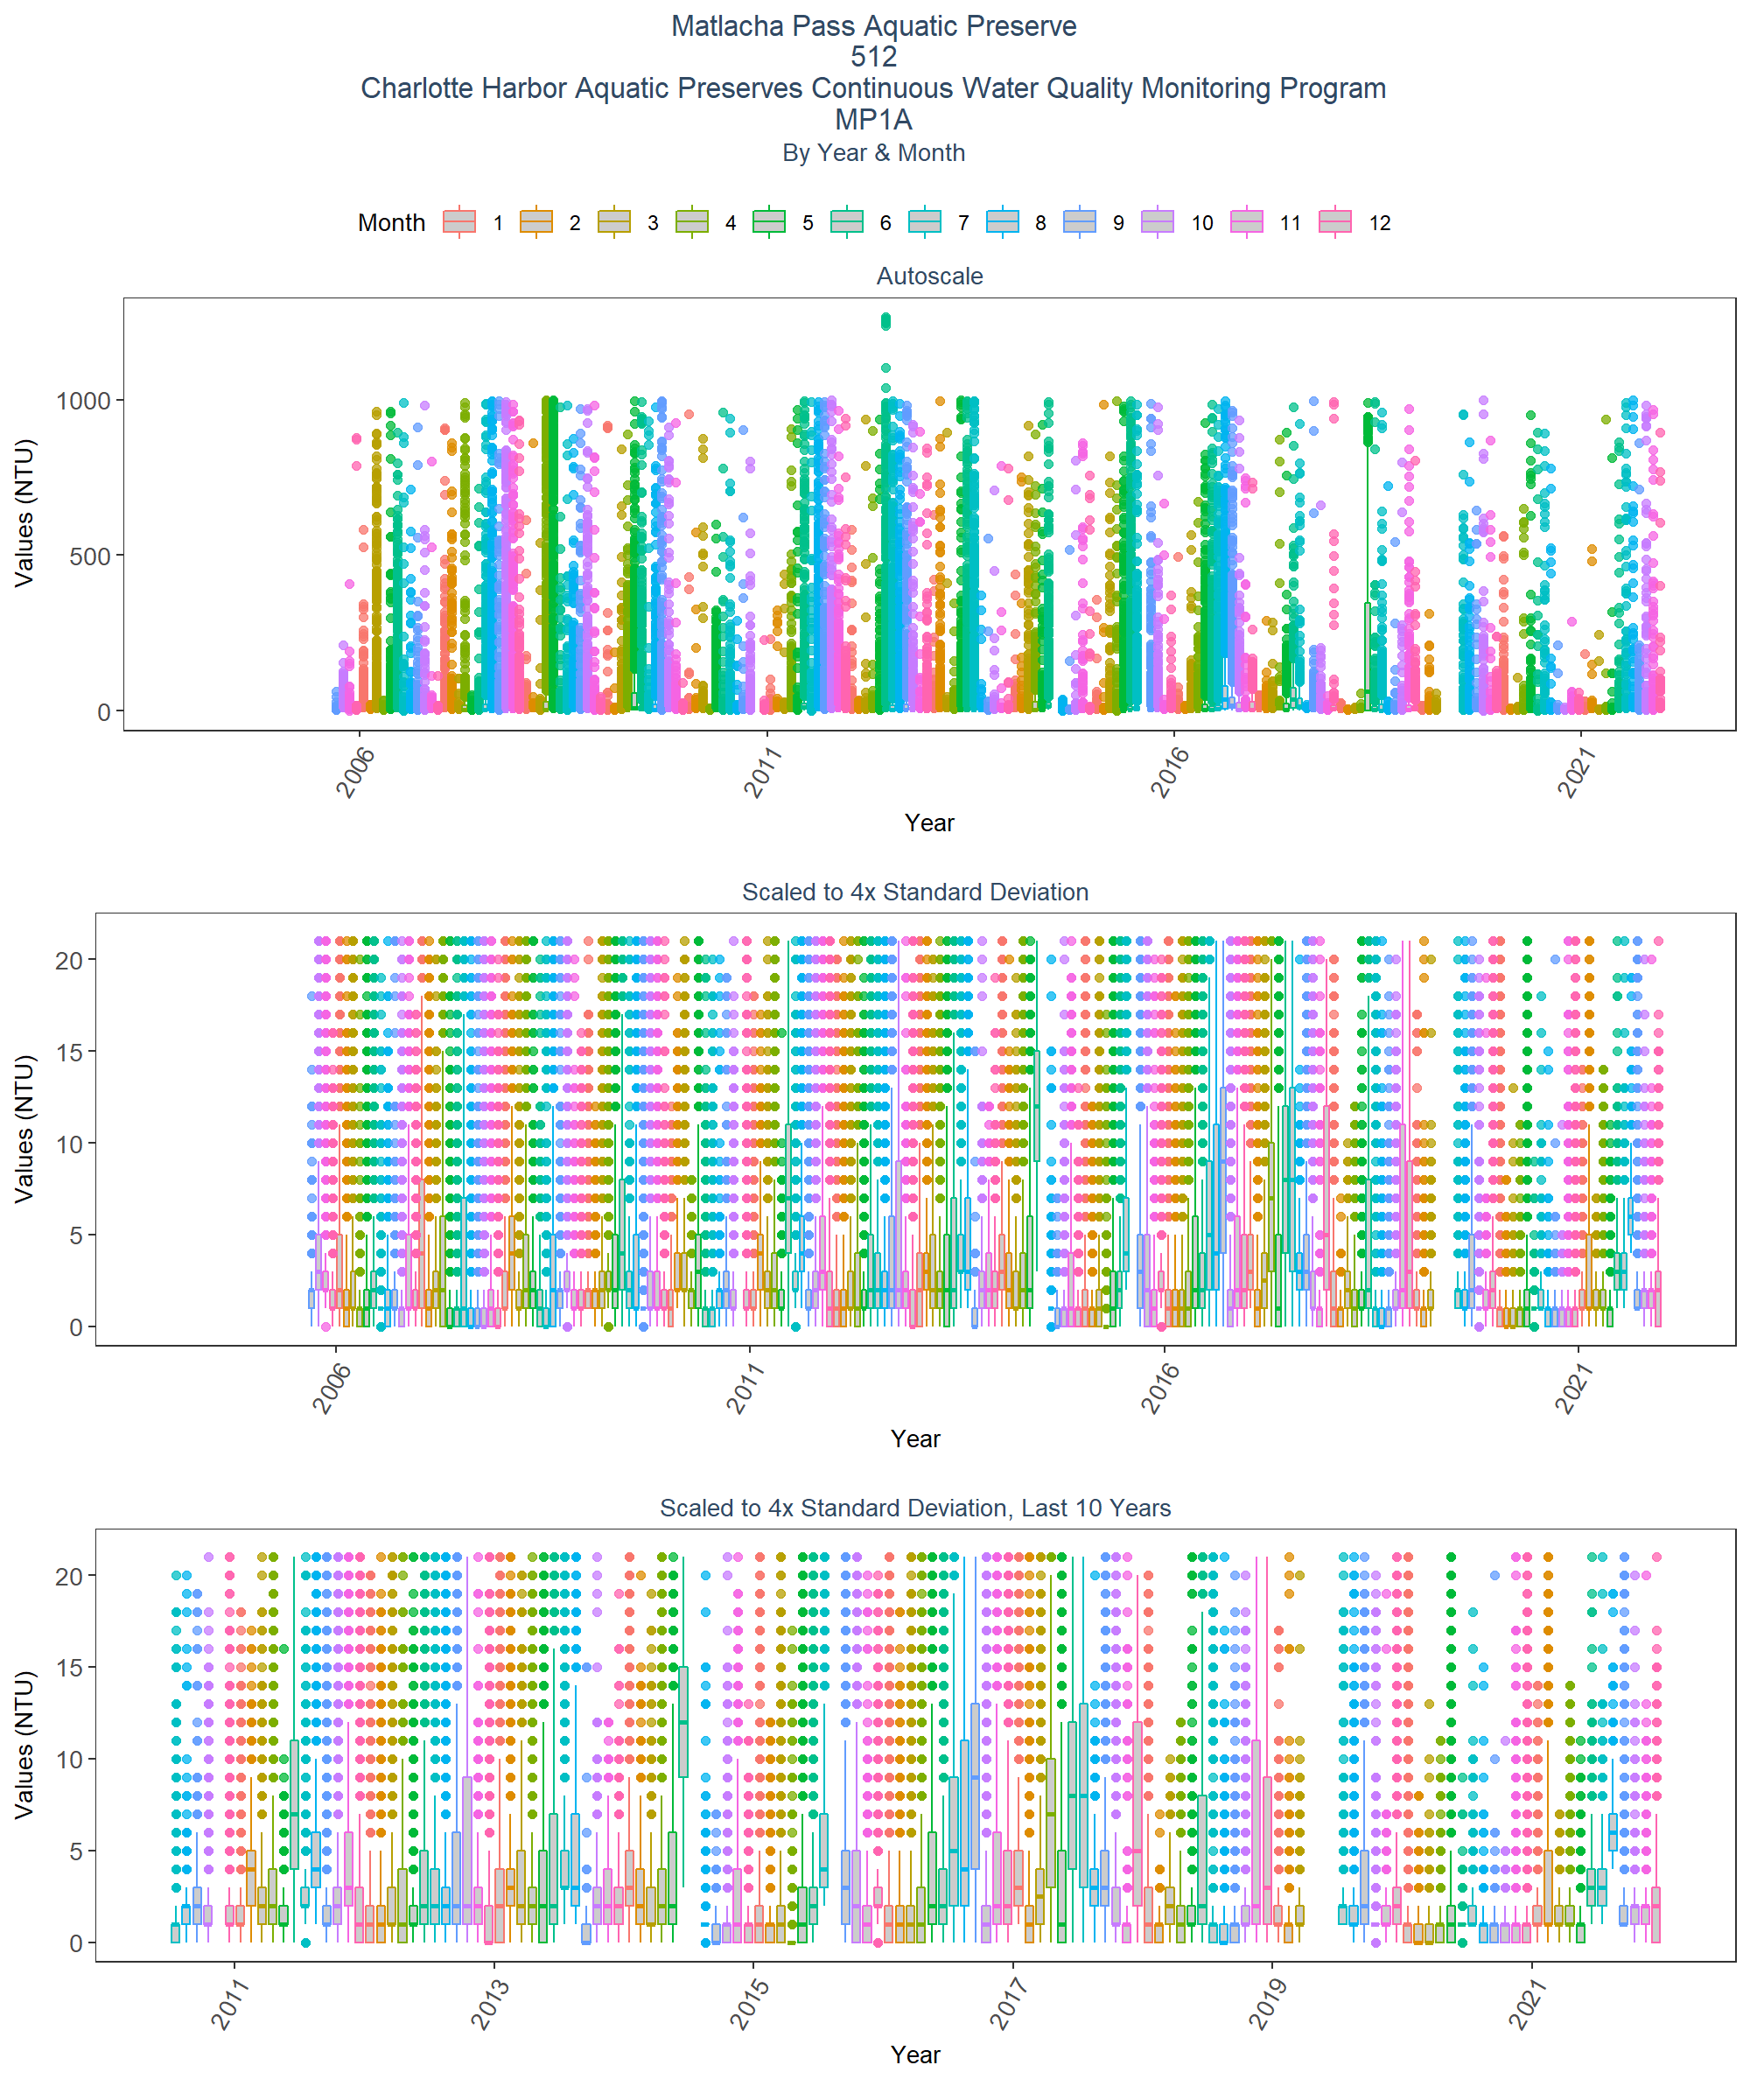 Matlacha Pass Aquatic Preserve
512
Charlotte Harbor Aquatic Preserves Continuous Water Quality Monitoring Program
MP1A
By Year & Month
Month 1 2 3 4 5 6 7 8 9 10 11 12
Autoscale
Values (NTU)
1000
500
0
2006 2011 2016 2021
Year
Scaled to 4x Standard Deviation
Values (NTU)
20
15
10
5
0
2006 2011 2016 2021
Year
Scaled to 4x Standard Deviation, Last 10 Years
Values (NTU)
20
15
10
5
0
2011 2013 2015 2017 2019 2021
Year